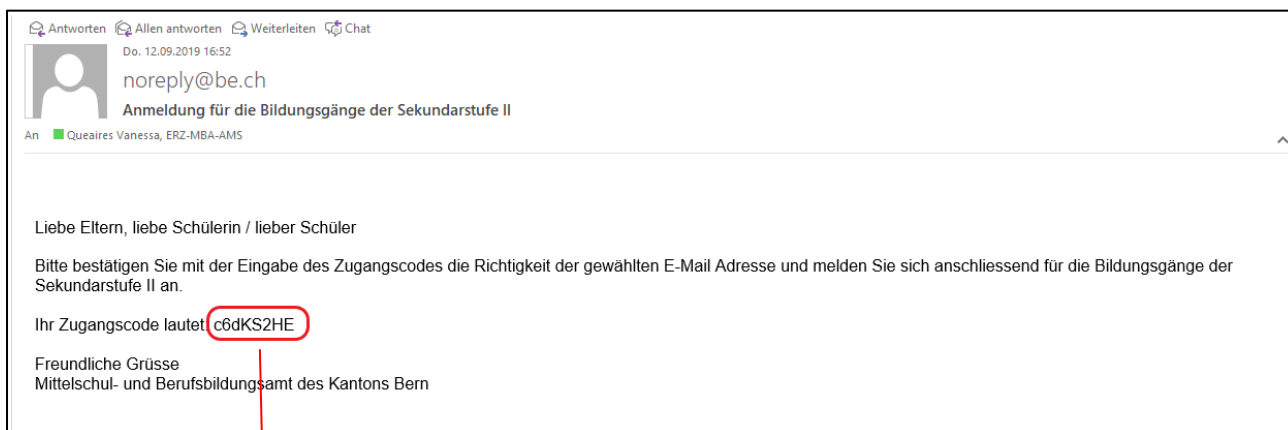 Antworten Allen antworten Weiterleiten Chat
Do. 12.09.2019 16:52
noreply@be.ch
Anmeldung für die Bildungsgänge der Sekundarstufe II
An Queaires Vanessa, ERZ-MBA-AMS
Liebe Eltern, liebe Schülerin / lieber Schüler
Bitte bestätigen Sie mit der Eingabe des Zugangscodes die Richtigkeit der gewählten E-Mail Adresse und melden Sie sich anschliessend für die Bildungsgänge der
Sekundarstufe II an.
Ihr Zugangscode lautet: c6dKS2HE
Freundliche Grüsse
Mittelschul- und Berufsbildungsamt des Kantons Bern